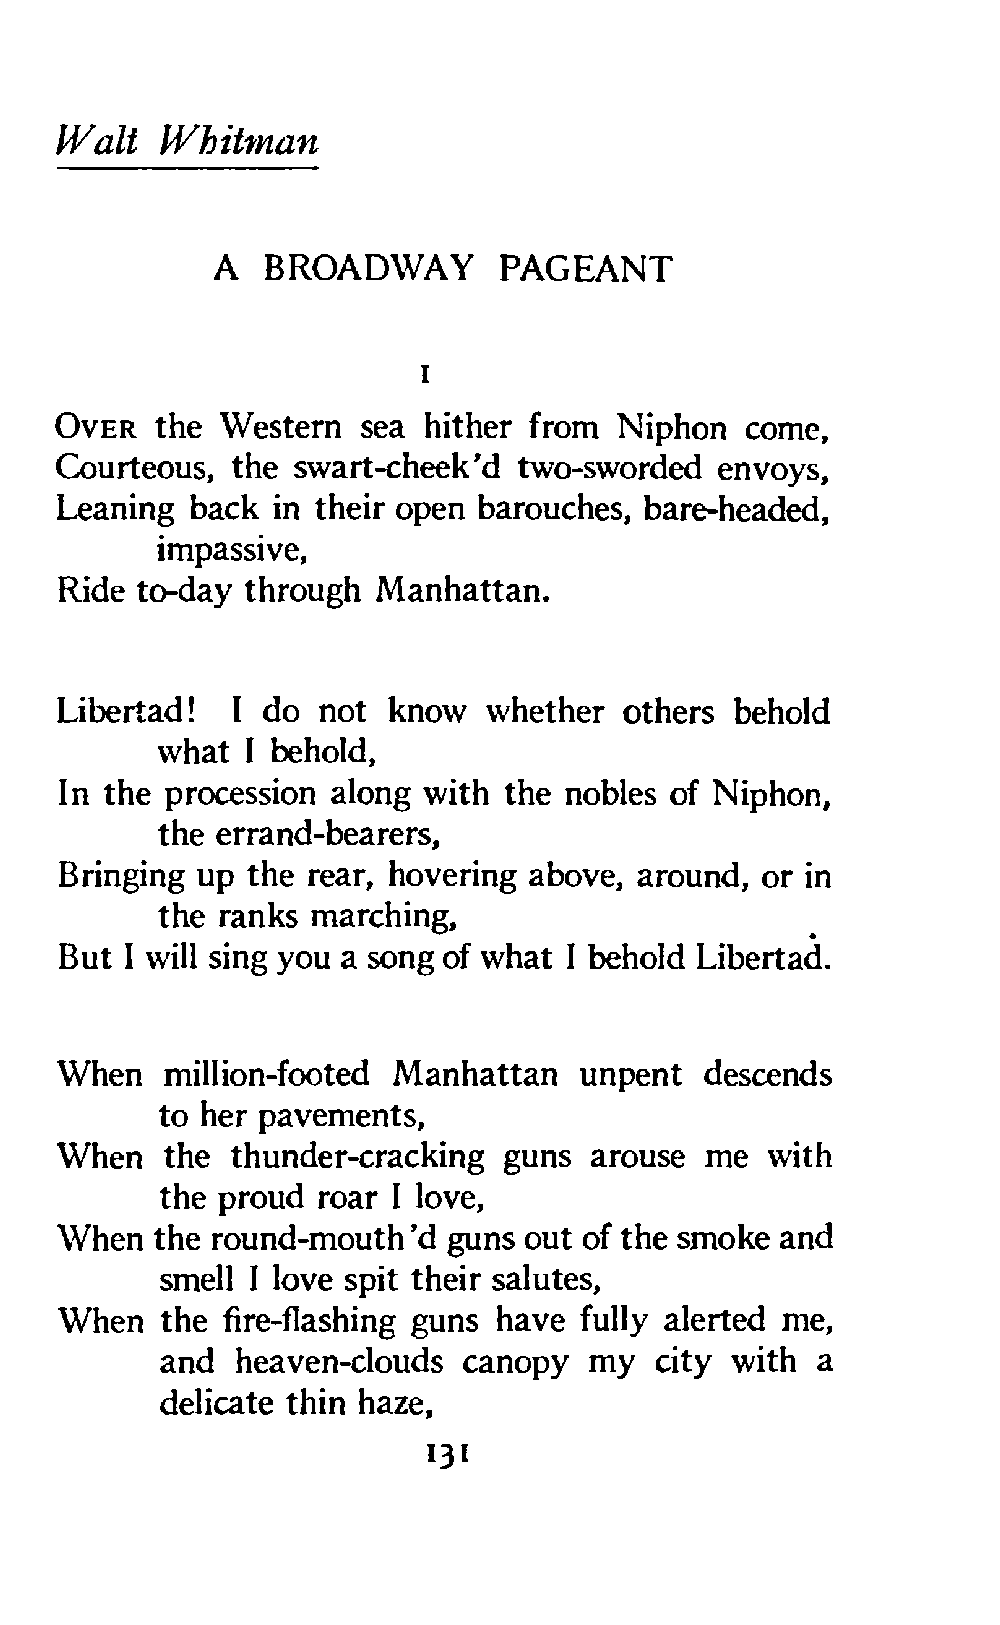 Walt Whitman
A BROADWAY PAGEANT
I
OVER the Western sea hither from Niphon come,
Courteous, the swart-cheek'd two-sworded envoys,
Leaning back in their open barouches, bare-headed,
impassive,
Ride to-day through Manhattan.
Libertad! I do not know whether others behold
what I behold,
In the procession along with the nobles of Niphon,
the errand-bearers,
Bringing up the rear, hovering above, around, or in
the ranks marching,
But I will sing you a song of what I behold Libertad.
When million-footed Manhattan unpent descends
to her pavements,
When the thunder-cracking guns arouse me with
the proud roar I love,
When the round-mouth'd guns out of the smoke and
smell I love spit their salutes,
When the fire-flashing guns have fully alerted me,
and heaven-clouds canopy my city with a
delicate thin haze,
131